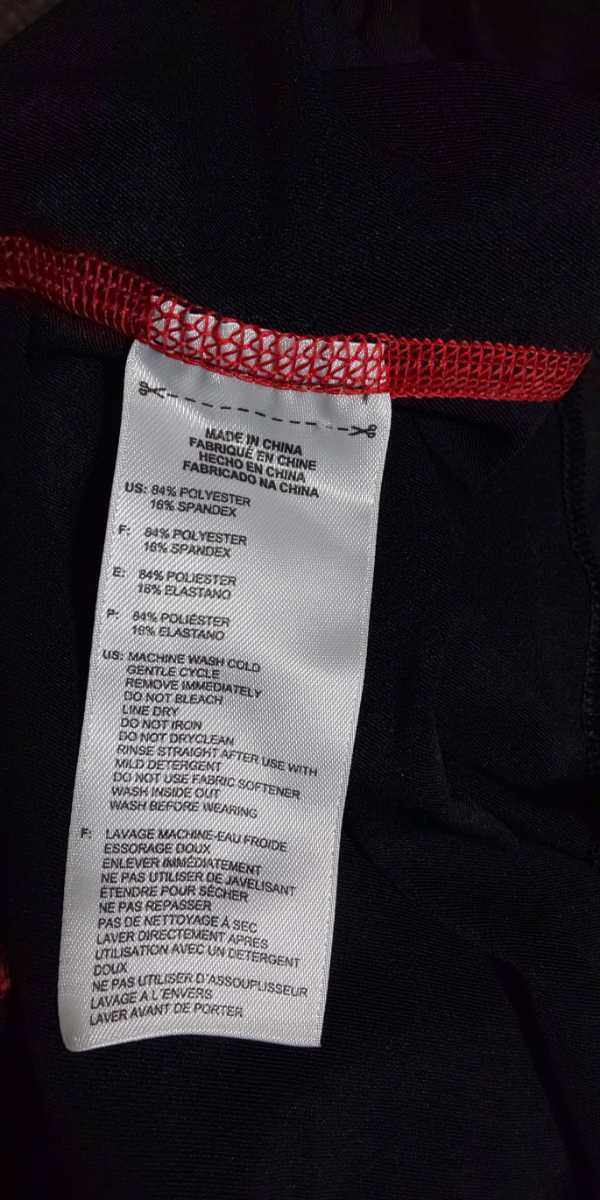 MADE IN CHINA
FABRIQUÉ EN CHINE
HECHO EN CHINA
FABRICADO NA CHINA
US: 84% POLYESTER
16% SPANDEX
F: 84% POLYESTER
16% SPANDEX
E: 84% POLIESTER
16% ELASTANO
P: 84% POLIÉSTER
16% ELASTANO
US: MACHINE WASH COLD
GENTLE CYCLE
REMOVE IMMEDIATELY
DO NOT BLEACH
LINE DRY
DO NOT IRON
DO NOT DRYCLEAN
RINSE STRAIGHT AFTER USE WITH
MILD DETERGENT
DO NOT USE FABRIC SOFTENER
WASH INSIDE OUT
WASH BEFORE WEARING
F: LAVAGE MACHINE-EAU FROIDE
ESSORAGE DOUX
ENLEVER IMMÉDIATEMENT
NE PAS UTILISER DE JAVELISANT
ÉTENDRE POUR SÉCHER
NE PAS REPASSER
PAS DE NETTOYAGE À SEC
LAVER DIRECTEMENT APRES
UTILISATION AVEC UN DETERGENT
DOUX
NE PAS UTILISER D'ASSOUPLISSEUR
LAVAGE A L'ENVERS
LAVER AVANT DE PORTER